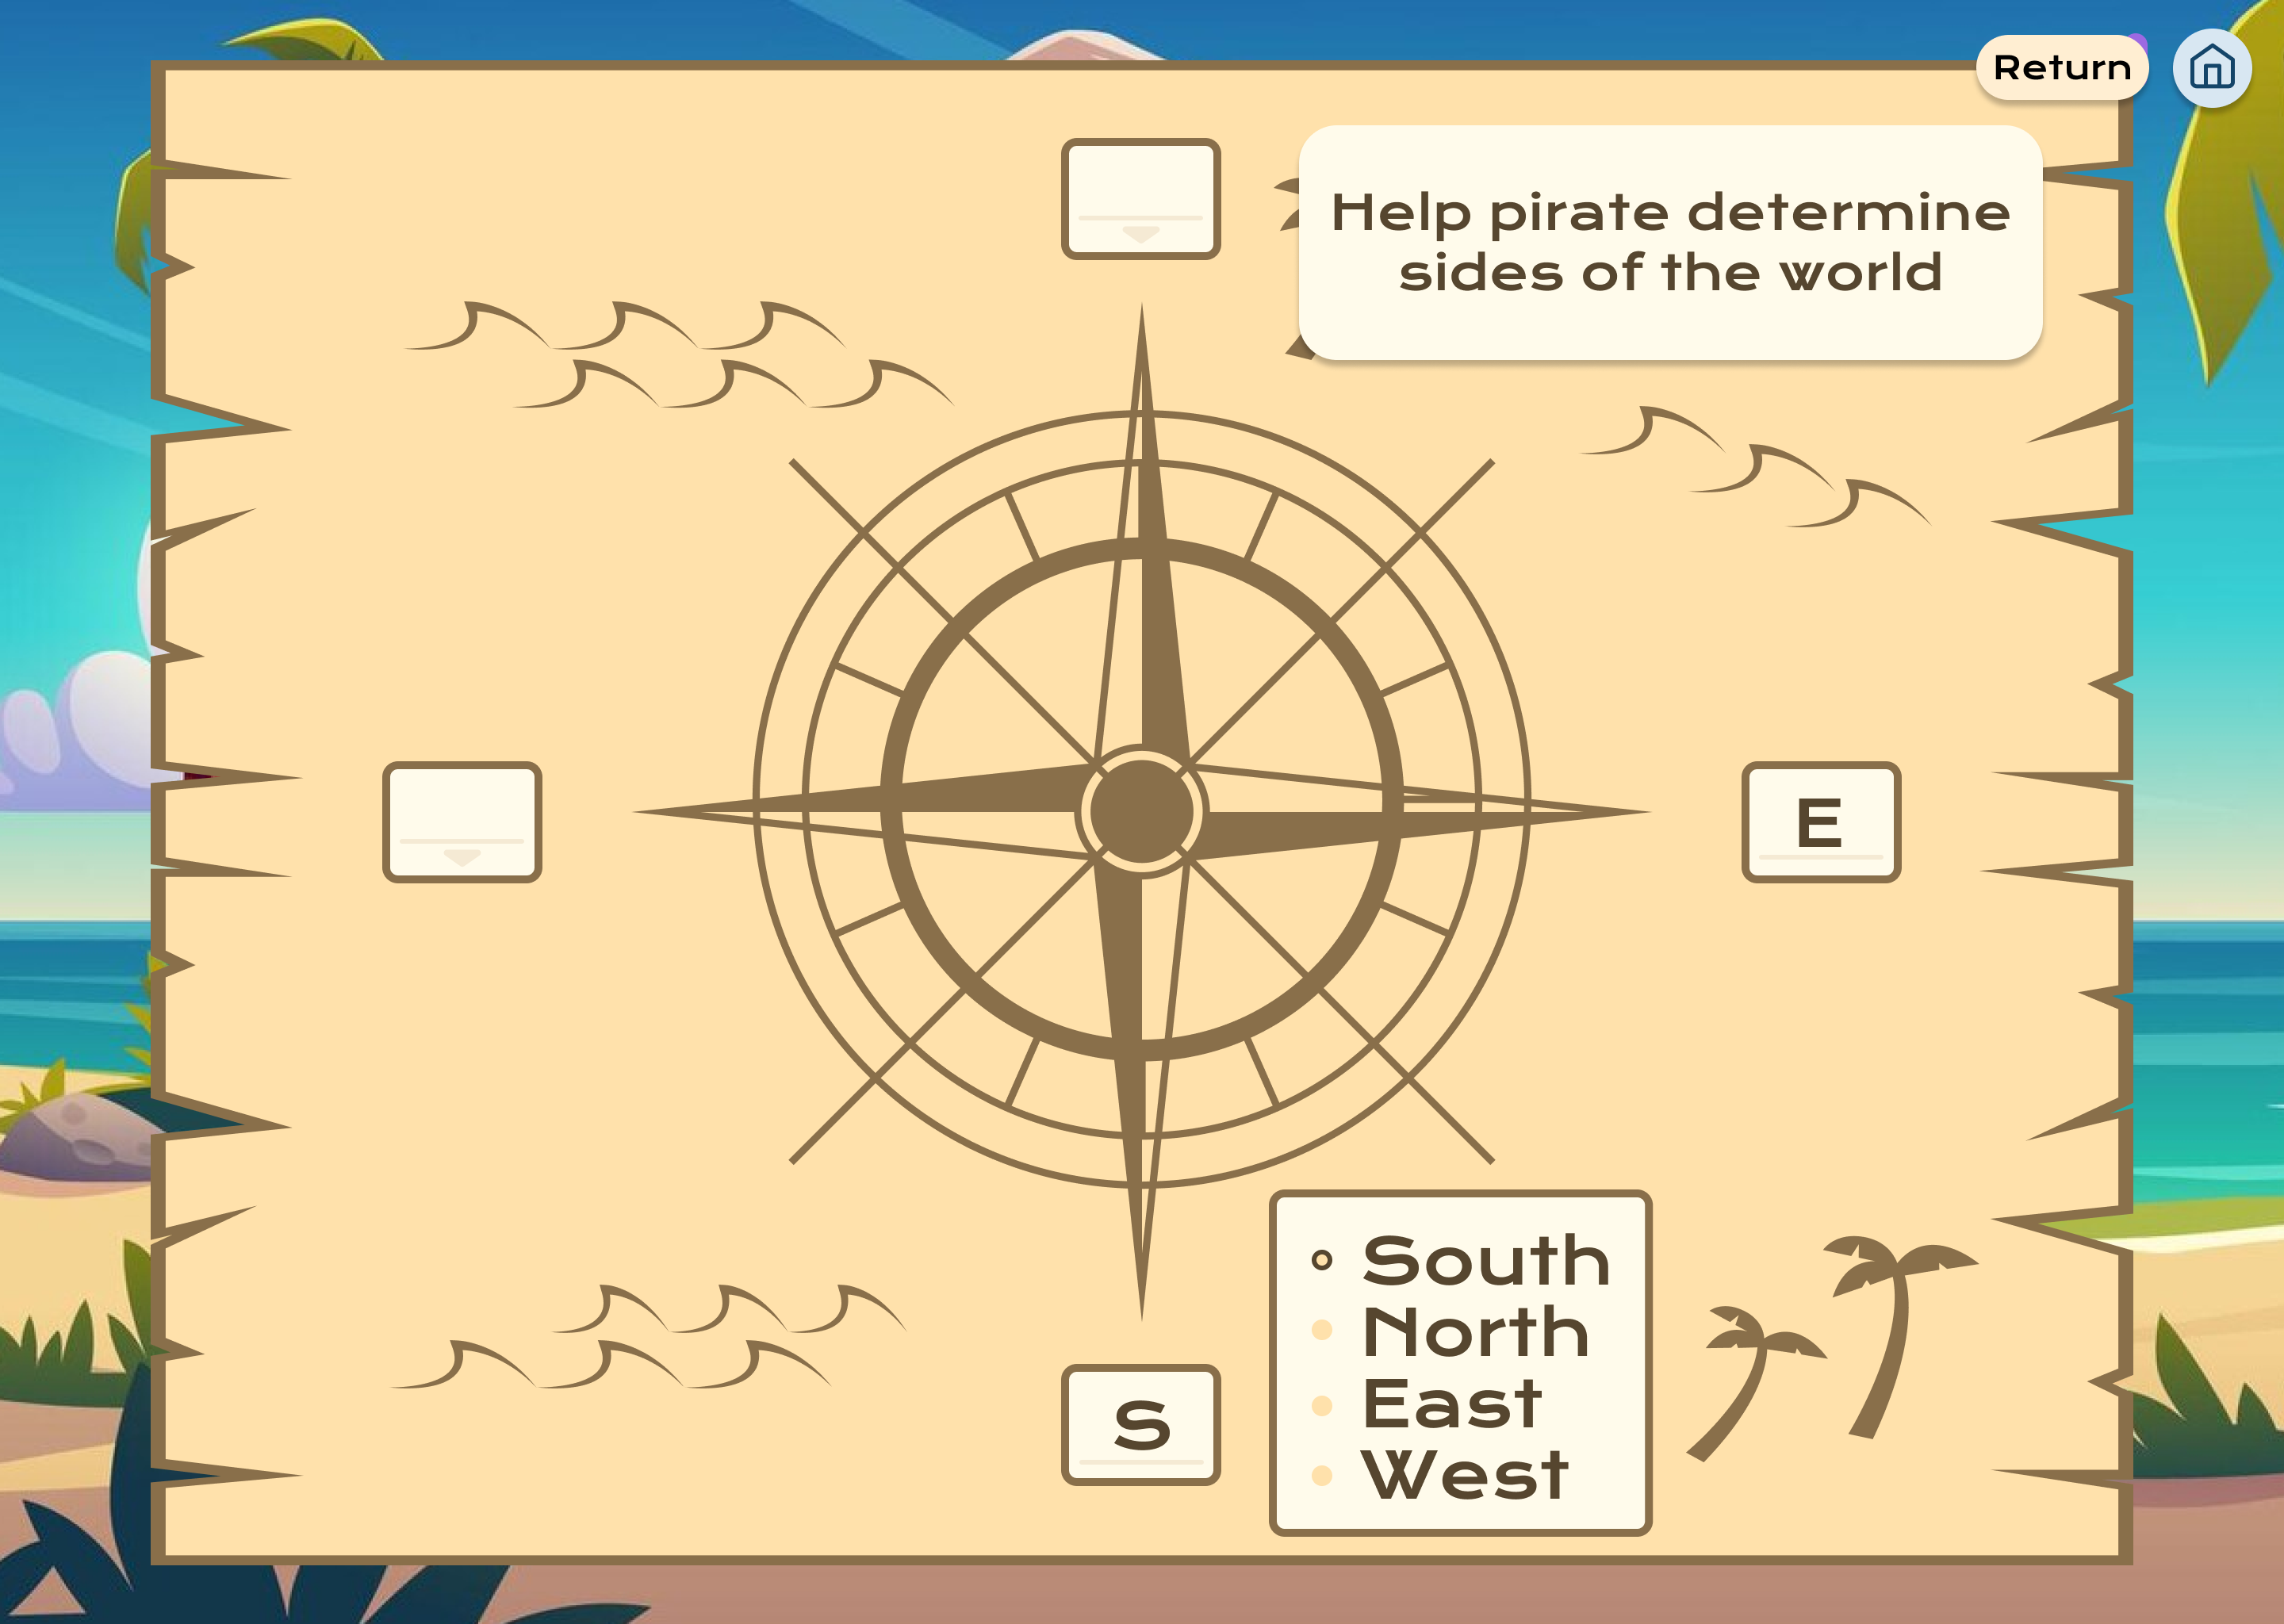 Return
Help pirate determine
sides of the world
E
South
North
East
West
S